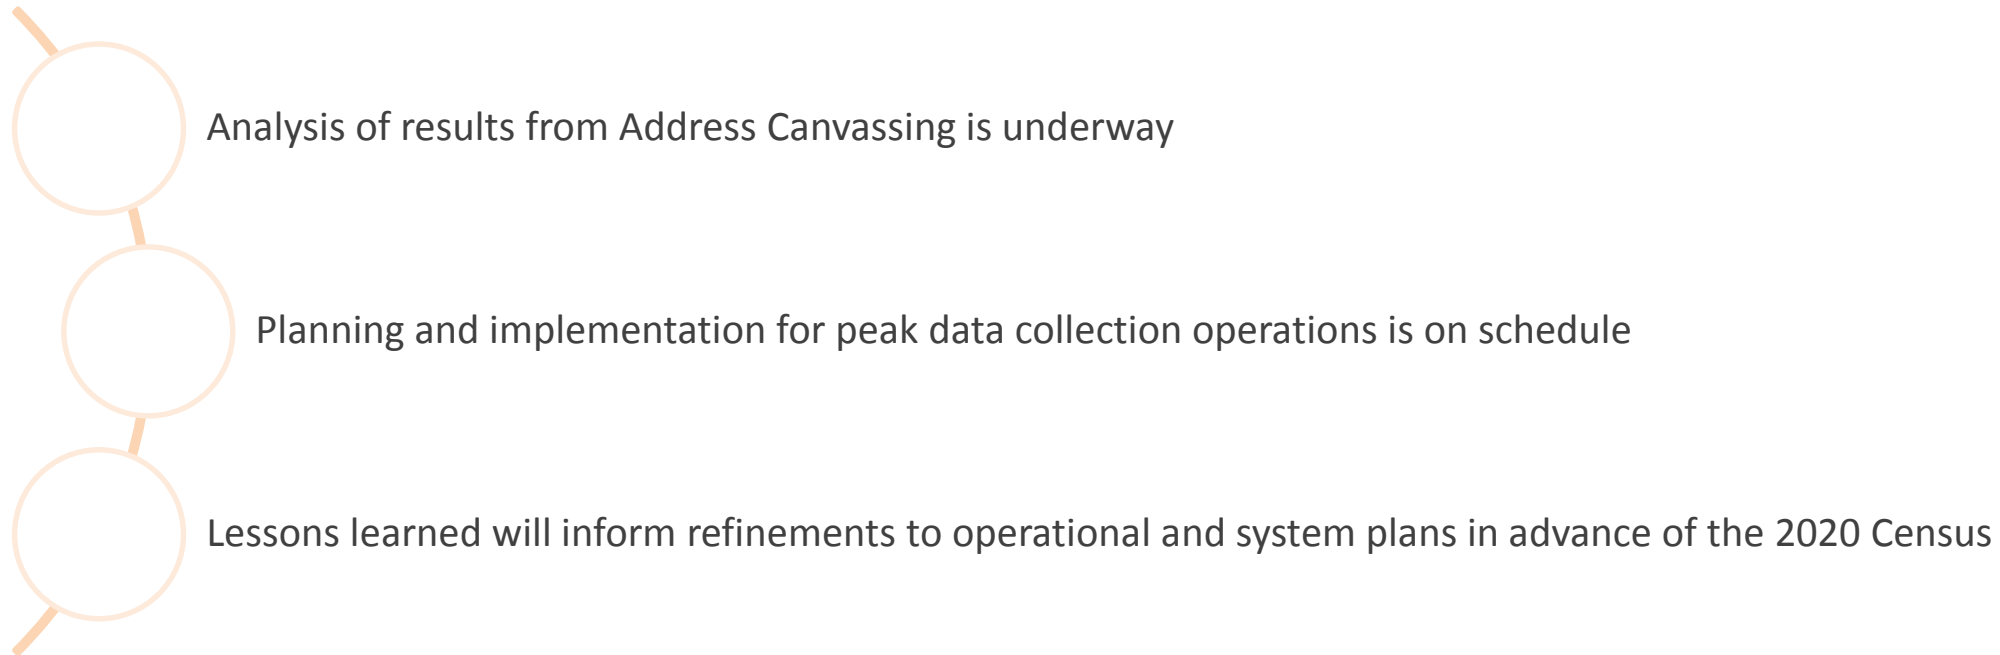 Analysis of results from Address Canvassing is underway
Planning and implementation for peak data collection operations is on schedule
Lessons learned will inform refinements to operational and system plans in advance of the 2020 Census